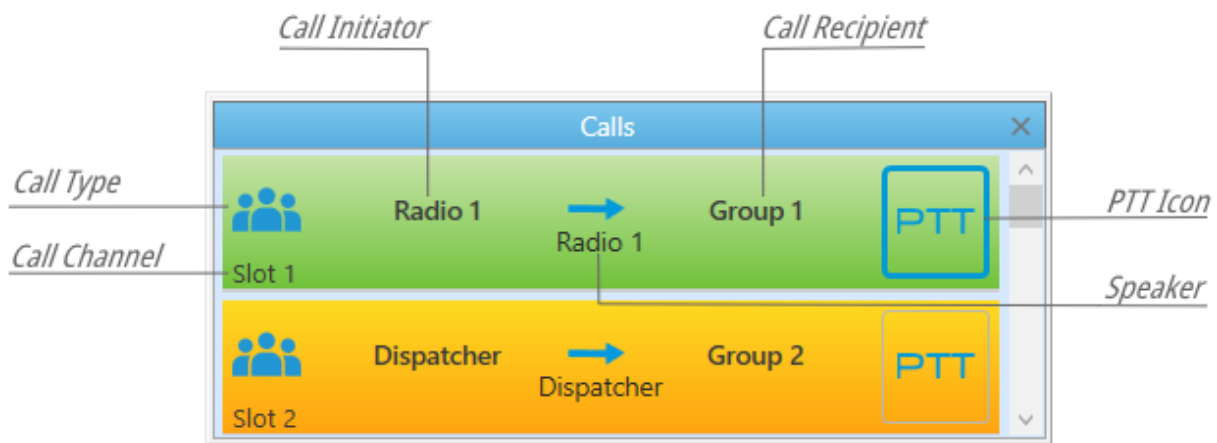 Call Initiator
Call Recipient
Calls
Call Type
Radio 1
Group 1
PTT
PTT Icon
Radio 1
Call Channel
Slot 1
Speaker
Dispatcher
Group 2
PTT
Dispatcher
Slot 2